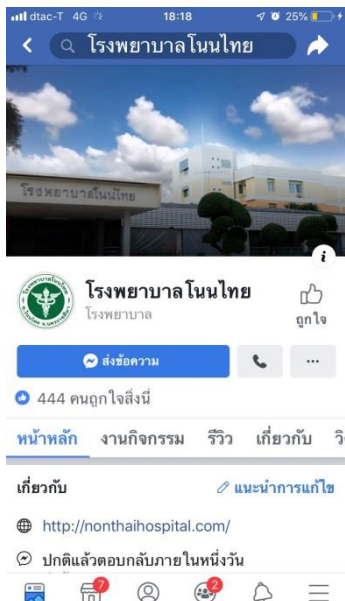 dtac-T 4G 18:18 25%
โรงพยาบาลโนนไทย
โรงพยาบาลโนนไทย
i
โรงพยาบาลโนนไทย
โรงพยาบาล
ถูกใจ
ส่งข้อความ
444 คนถูกใจสิ่งนี้
หน้าหลัก งานกิจกรรม รีวิว เกี่ยวกับ วิ
เกี่ยวกับ แนะนำการแก้ไข
http://nonthaihospital.com/
ปกติแล้วตอบกลับภายในหนึ่งวัน
7 2